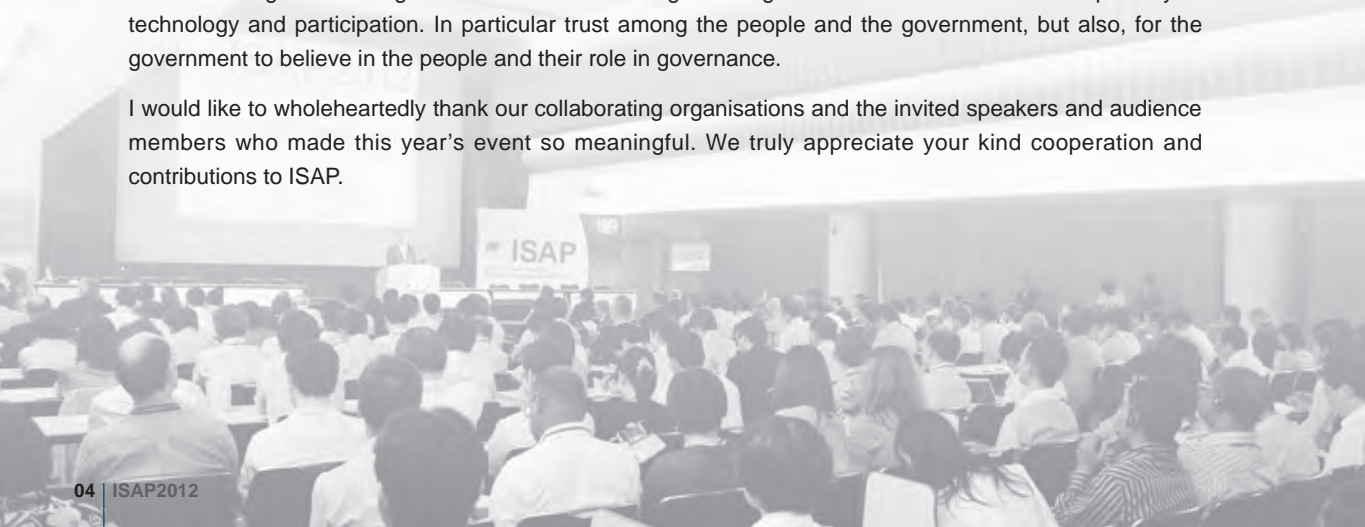 technology and participation. In particular trust among the people and the government, but also, for the
government to believe in the people and their role in governance.
I would like to wholeheartedly thank our collaborating organisations and the invited speakers and audience
members who made this year's event so meaningful. We truly appreciate your kind cooperation and
contributions to ISAP.
ISAP
04 ISAP2012